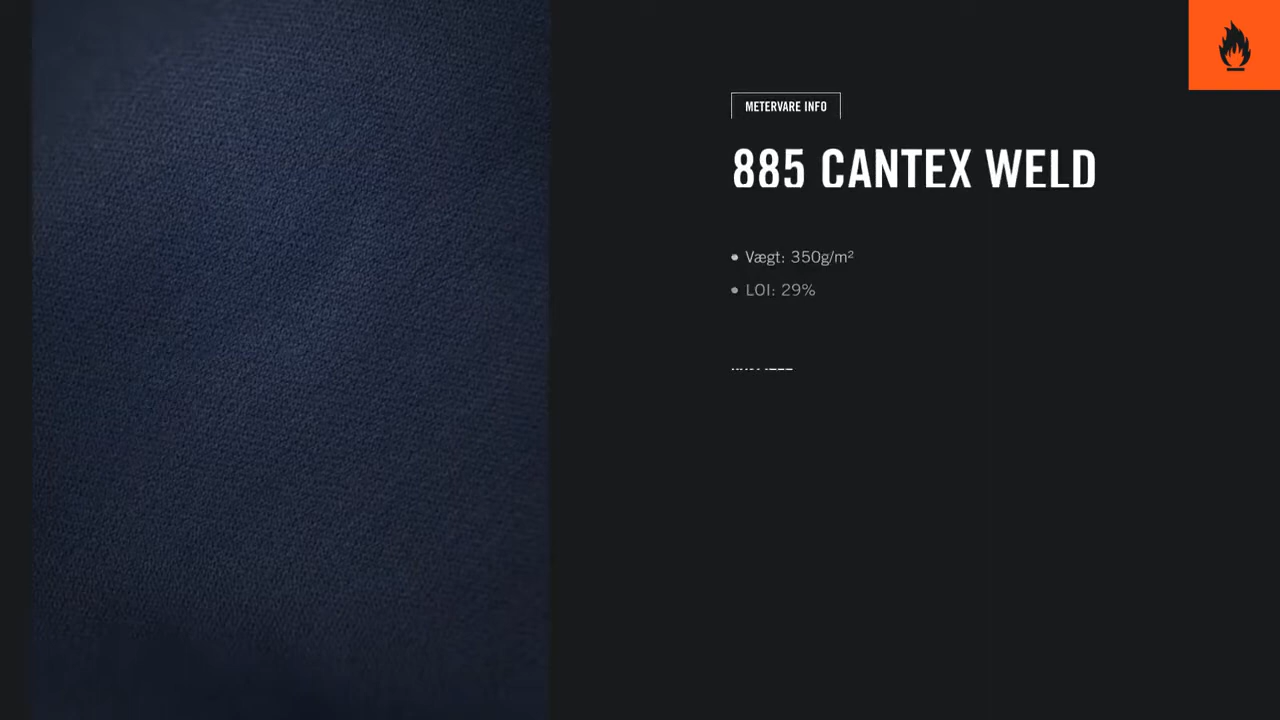 METERVARE INFO
885 CANTEX WELD
Vægt: 350g/m²
LOI: 29%